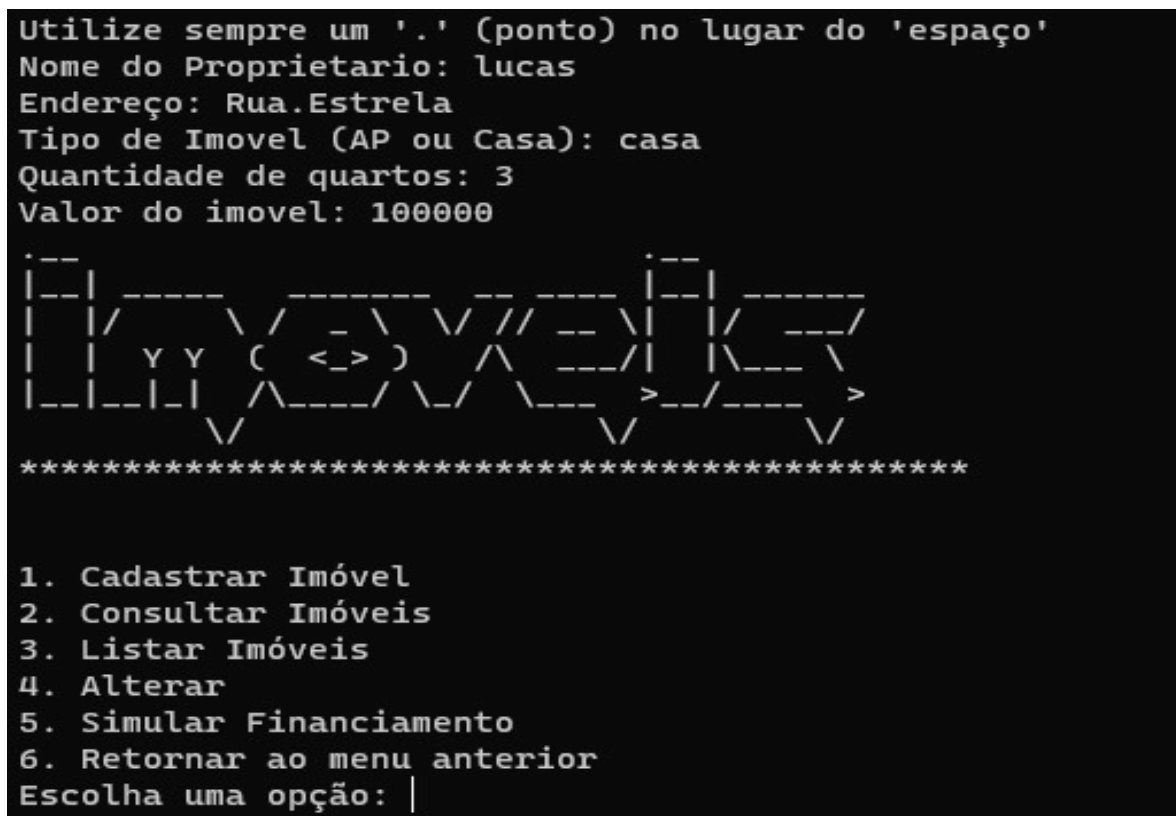 Utilize sempre um '.' (ponto) no lugar do 'espaço'
Nome do Proprietario: lucas
Endereço: Rua.Estrela
Tipo de Imovel (AP ou Casa): casa
Quantidade de quartos: 3
Valor do imovel: 100000
imoveis
**********************************************
1. Cadastrar Imóvel
2. Consultar Imóveis
3. Listar Imóveis
4. Alterar
5. Simular Financiamento
6. Retornar ao menu anterior
Escolha uma opção: